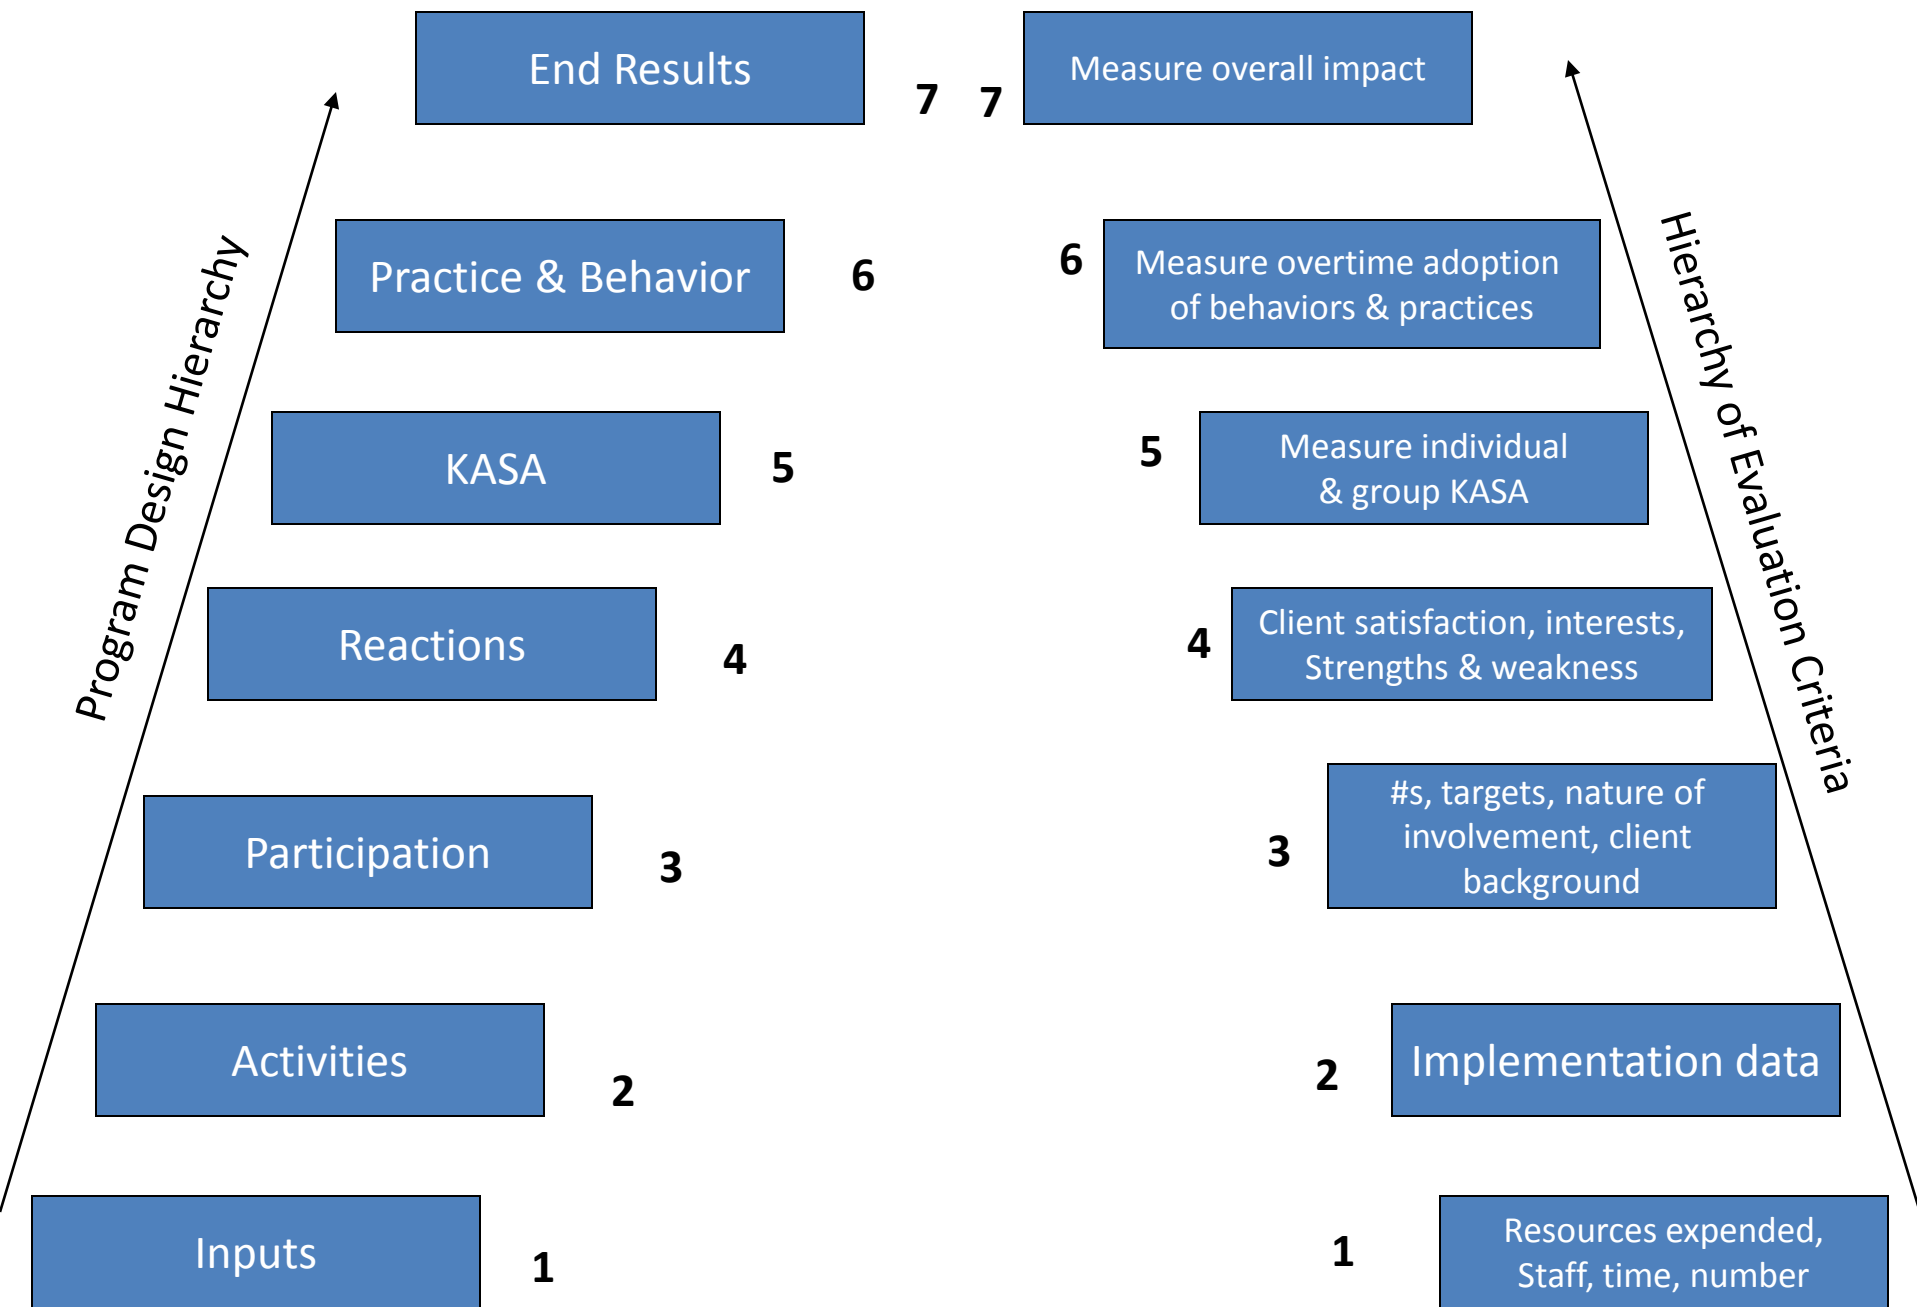 End Results
7
7
Measure overall impact
Practice & Behavior
6
6
Measure overtime adoption
of behaviors & practices
KASA
5
5
Measure individual
& group KASA
Reactions
4
4
Client satisfaction, interests,
Strengths & weakness
Participation
3
3
#s, targets, nature of
involvement, client
background
Activities
2
2
Implementation data
Inputs
1
1
Resources expended,
Staff, time, number
Program Design Hierarchy
Hierarchy of Evaluation Criteria